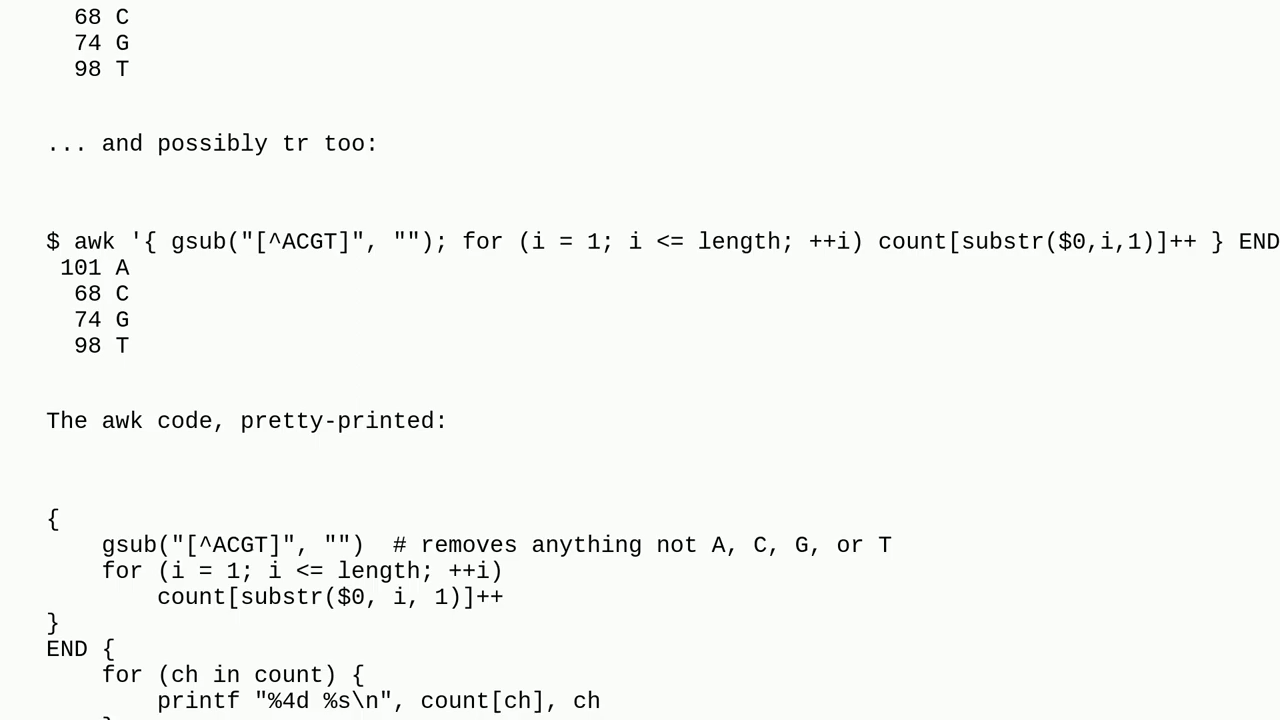 68 C
74 G
98 T
... and possibly tr too:
$ awk '{ gsub("[^ACGT]", ""); for (i = 1; i <= length; ++i) count[substr($0,i,1)]++ } END
101 A
68 C
74 G
98 T
The awk code, pretty-printed:
{
    gsub("[^ACGT]", "")  # removes anything not A, C, G, or T
    for (i = 1; i <= length; ++i)
        count[substr($0, i, 1)]++
}
END {
    for (ch in count) {
        printf "%4d %s\n", count[ch], ch